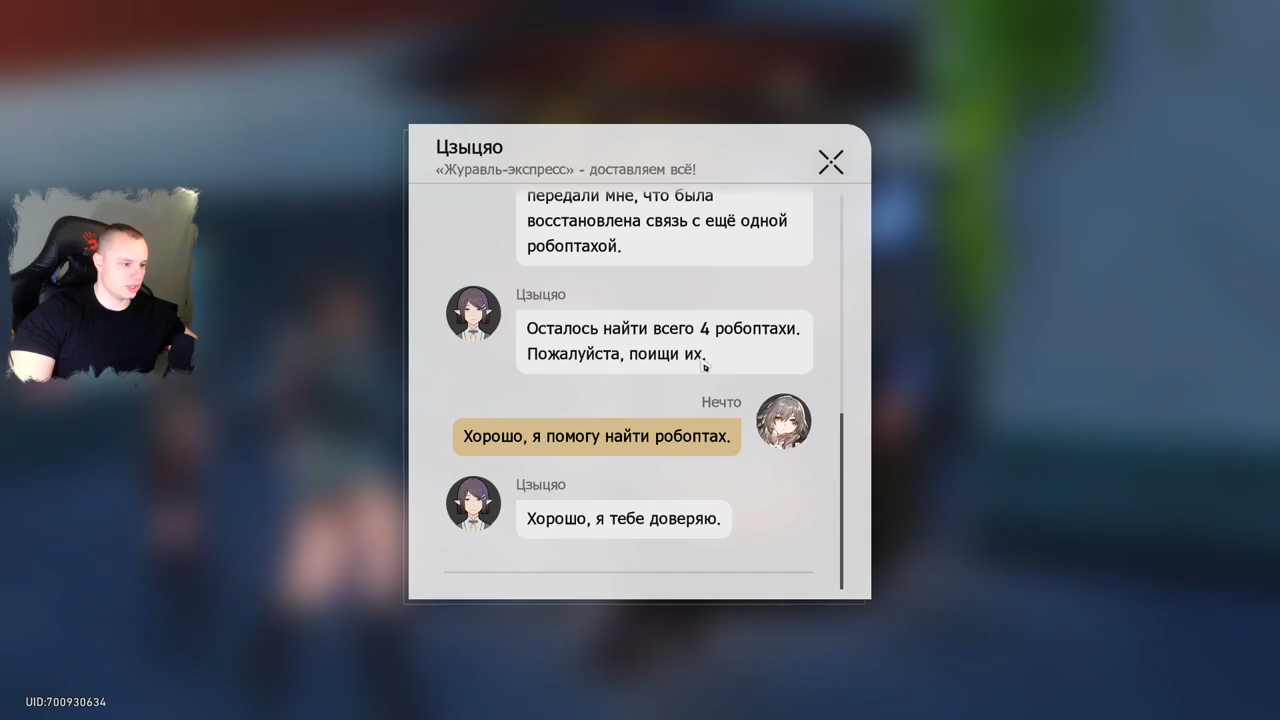 Цзыцяо
«Журавль-экспресс» - доставляем всё!
передали мне, что была
восстановлена связь с ещё одной
робоптахой.
Цзыцяо
Осталось найти всего 4 робоптахи.
Пожалуйста, поищи их.
Нечто
Хорошо, я помогу найти робоптах.
Цзыцяо
Хорошо, я тебе доверяю.
UID:700930634